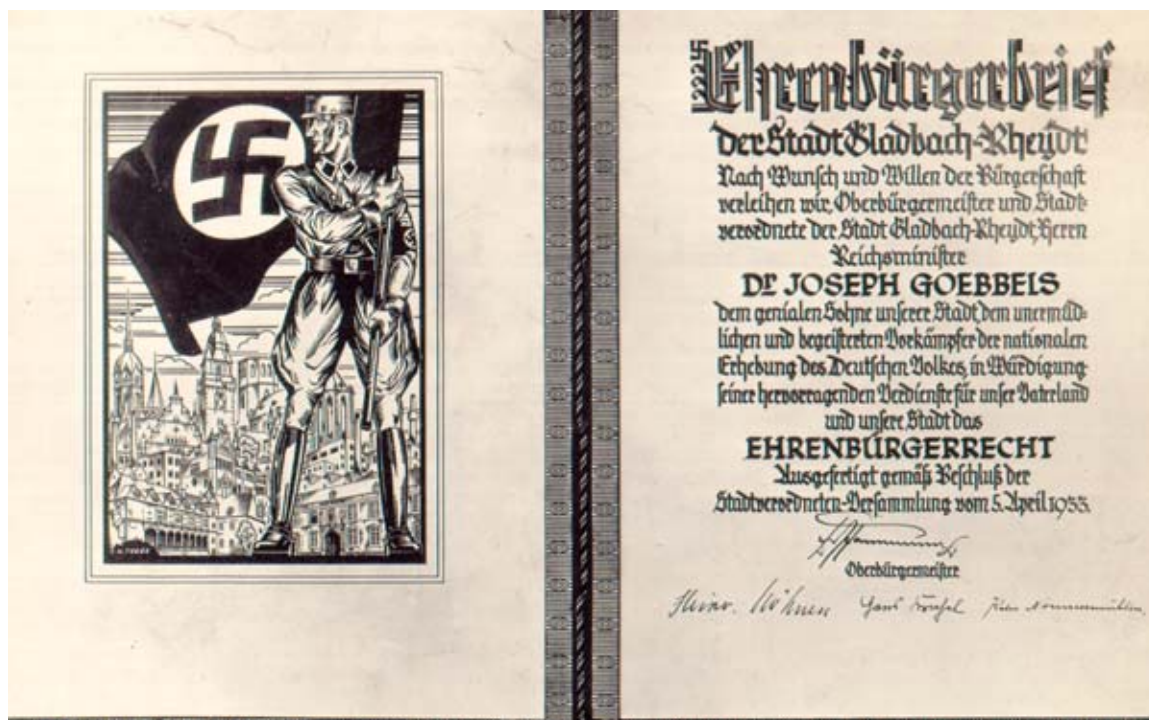 Ehrenbürgerbrief
der Stadt Gladbach-Rheydt
Nach Wunsch und Willen der Bürgerschaft
verleihen wir, Oberbürgermeister und Stadt-
verordnete der Stadt Gladbach-Rheydt, Herrn
Reichsminister
Dr JOSEPH GOEBBELS
dem genialen Sohne unserer Stadt, dem unermüd-
lichen und begeisterten Vorkämpfer der nationalen
Erhebung des Deutschen Volkes, in Würdigung
seiner hervorragenden Verdienste für unser Vaterland
und unsere Stadt das
EHRENBÜRGERRECHT
Ausgefertigt gemäß Beschluß der
Stadtverordneten-Versammlung vom 5. April 1933.
Oberbürgermeister